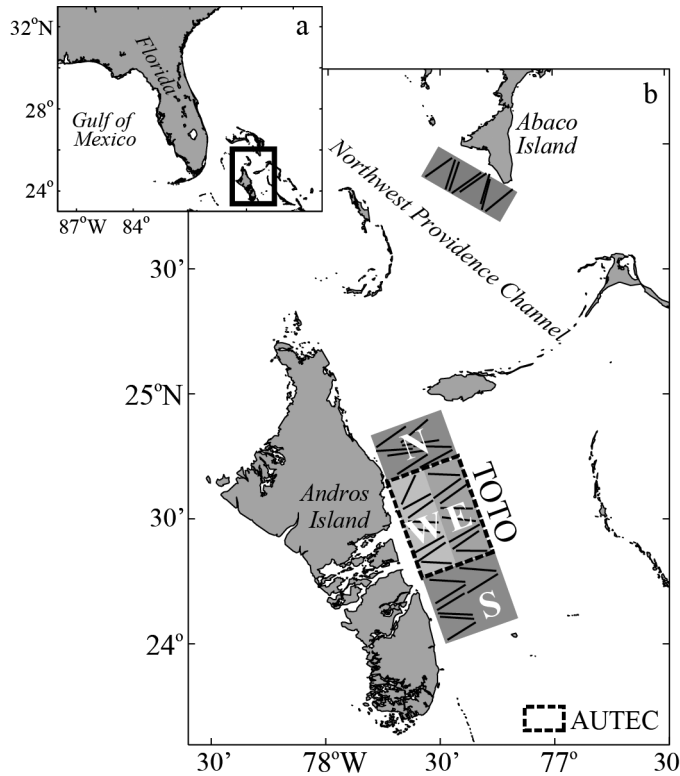 32°N
a
Florida
28°
Gulf of
Mexico
24°
87°W
84°
b
Abaco
Island
Northwest Providence Channel
30'
25°N
N
TOTO
Andros
Island
W
E
30'
S
24°
AUTEC
30'
78°W
30'
77°
30